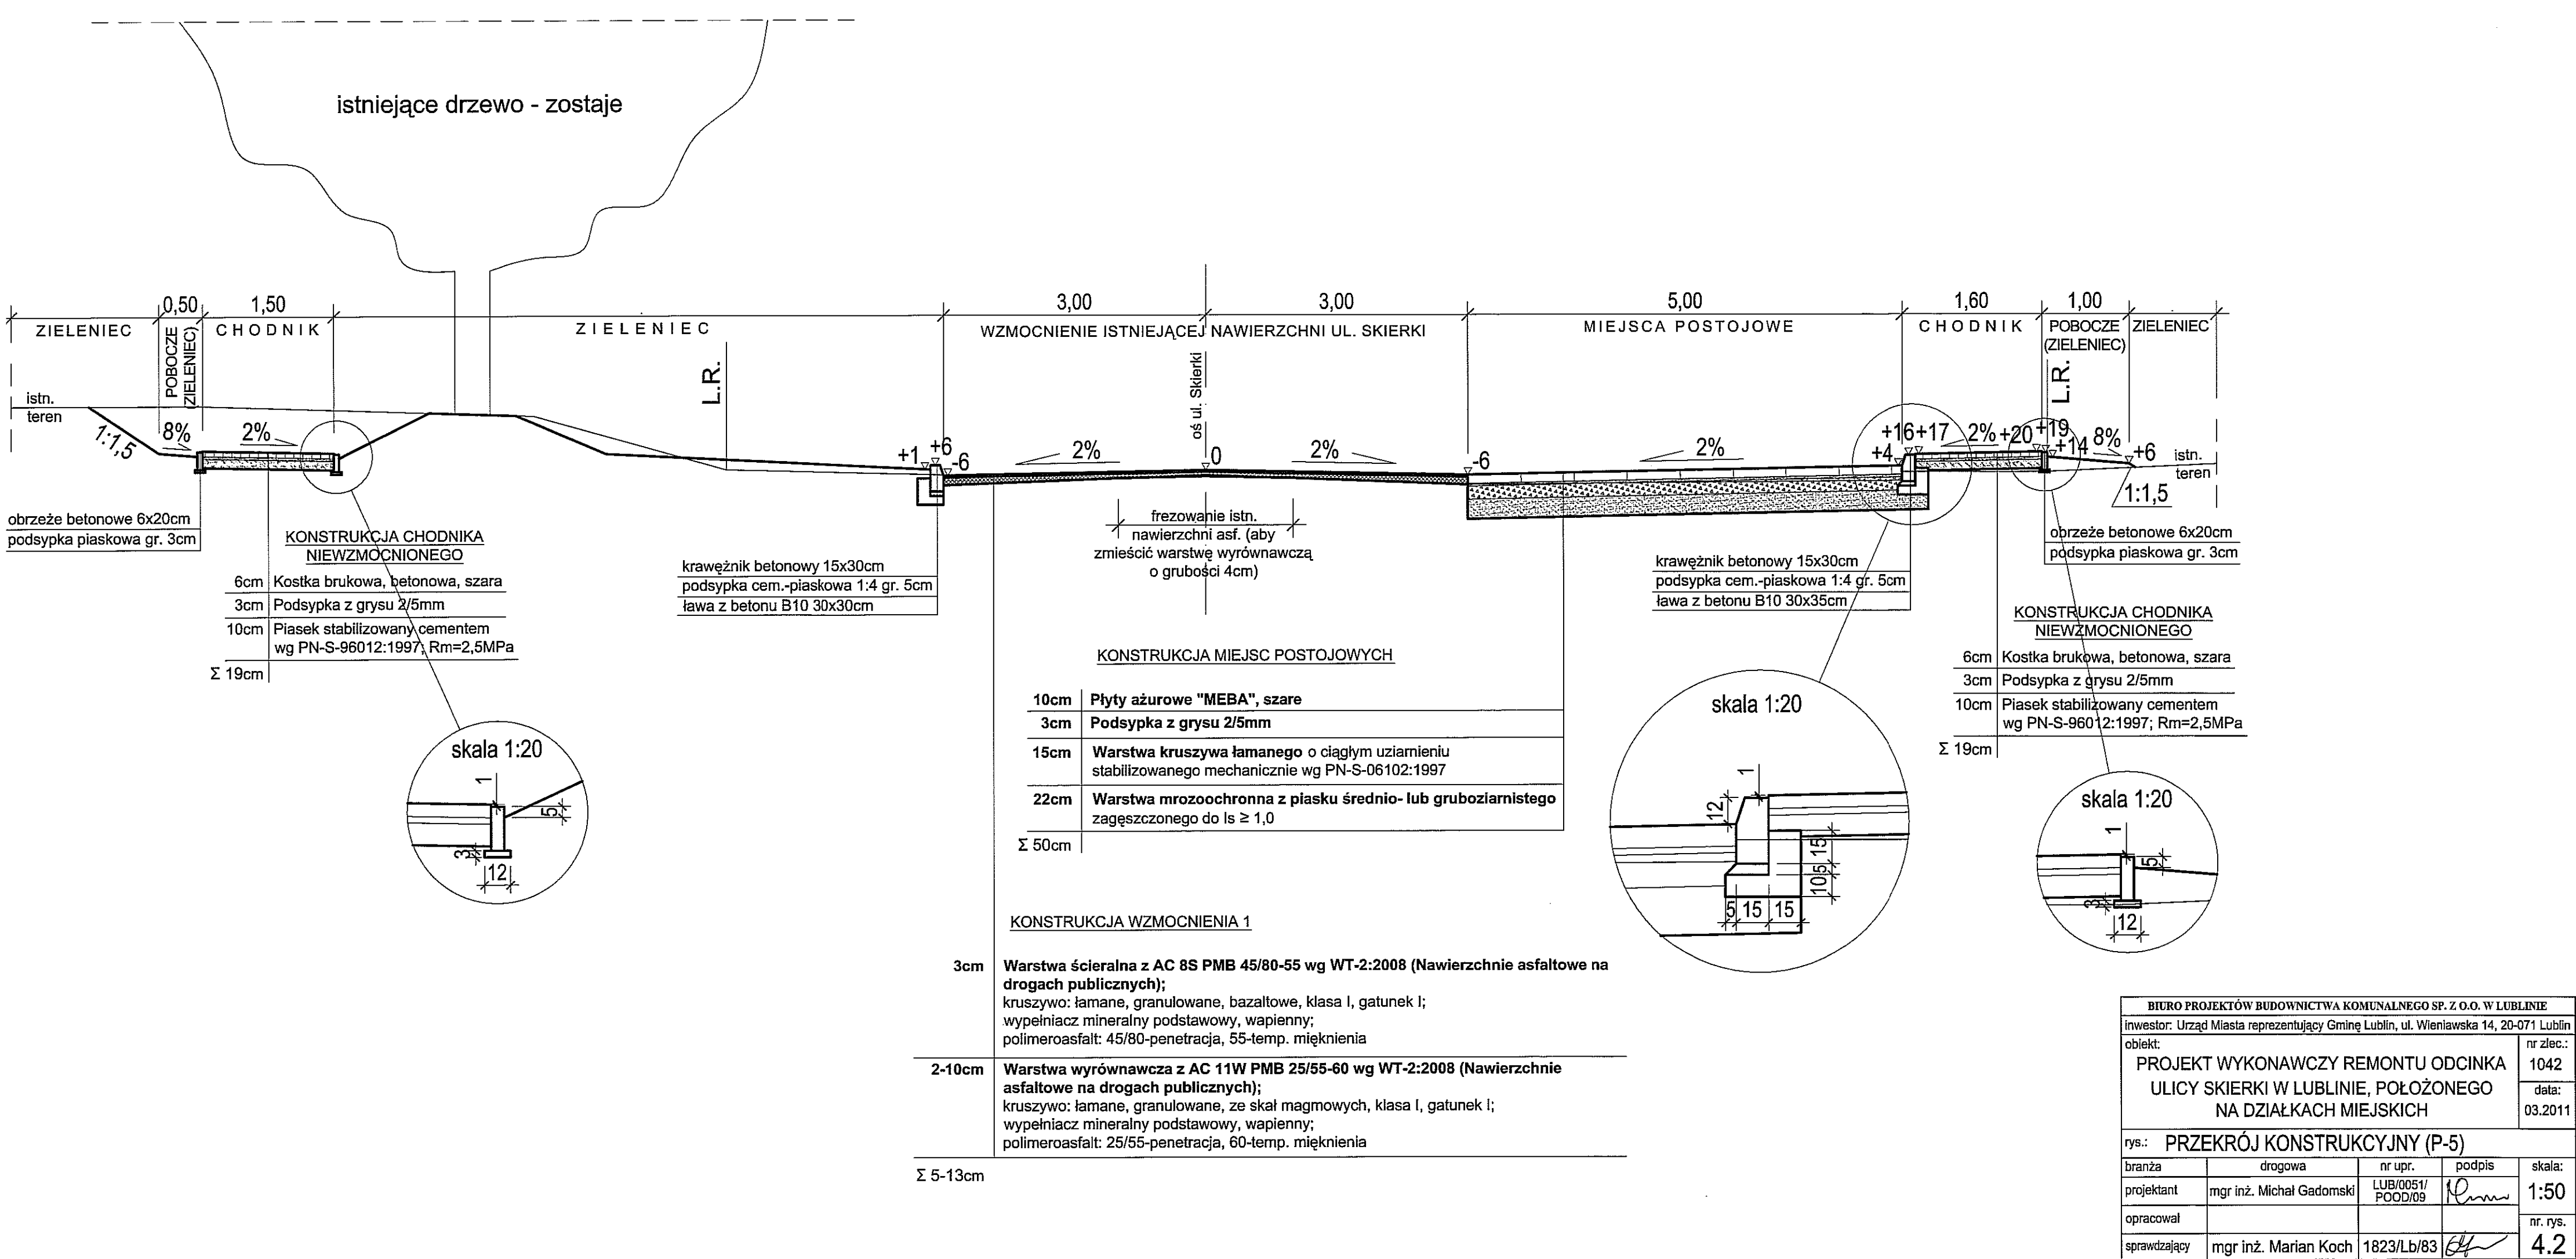 istniejące drzewo - zostaje
0,50
1,50
3,00
3,00
5,00
1,60
1,00
ZIELENIEC
POBOCZE
(ZIELENIEC)
CHODNIK
ZIELENIEC
WZMOCNIENIE ISTNIEJĄCEJ NAWIERZCHNI UL. SKIERKI
MIEJSCA POSTOJOWE
CHODNIK
POBOCZE
(ZIELENIEC)
ZIELENIEC
L.R.
oś ul. Skierki
L.R.
istn.
teren
1:1,5
8%
2%
+1
+6
-6
2%
0
2%
-6
2%
+4
+16
+17
2%
+20
+19
+14
8%
+6
istn.
teren
1:1,5
obrzeże betonowe 6x20cm
podsypka piaskowa gr. 3cm
KONSTRUKCJA CHODNIKA
NIEWZMOCNIONEGO
6cm Kostka brukowa, betonowa, szara
3cm Podsypka z grysu 2/5mm
10cm Piasek stabilizowany cementem
wg PN-S-96012:1997; Rm=2,5MPa
Σ 19cm
krawężnik betonowy 15x30cm
podsypka cem.-piaskowa 1:4 gr. 5cm
ława z betonu B10 30x30cm
frezowanie istn.
nawierzchni asf. (aby
zmieścić warstwę wyrównawczą
o grubości 4cm)
krawężnik betonowy 15x30cm
podsypka cem.-piaskowa 1:4 gr. 5cm
ława z betonu B10 30x35cm
obrzeże betonowe 6x20cm
podsypka piaskowa gr. 3cm
KONSTRUKCJA CHODNIKA
NIEWZMOCNIONEGO
6cm Kostka brukowa, betonowa, szara
3cm Podsypka z grysu 2/5mm
10cm Piasek stabilizowany cementem
wg PN-S-96012:1997; Rm=2,5MPa
Σ 19cm
KONSTRUKCJA MIEJSC POSTOJOWYCH
10cm Płyty ażurowe "MEBA", szare
3cm Podsypka z grysu 2/5mm
15cm Warstwa kruszywa łamanego o ciągłym uziarnieniu
stabilizowanego mechanicznie wg PN-S-06102:1997
22cm Warstwa mrozoochronna z piasku średnio- lub gruboziarnistego
zagęszczonego do Is ≥ 1,0
Σ 50cm
skala 1:20
1
5
3
12
skala 1:20
1
12
15
5
10
5
15
15
skala 1:20
1
5
3
12
KONSTRUKCJA WZMOCNIENIA 1
3cm Warstwa ścieralna z AC 8S PMB 45/80-55 wg WT-2:2008 (Nawierzchnie asfaltowe na
drogach publicznych);
kruszywo: łamane, granulowane, bazaltowe, klasa I, gatunek I;
wypełniacz mineralny podstawowy, wapienny;
polimeroasfalt: 45/80-penetracja, 55-temp. mięknienia
2-10cm Warstwa wyrównawcza z AC 11W PMB 25/55-60 wg WT-2:2008 (Nawierzchnie
asfaltowe na drogach publicznych);
kruszywo: łamane, granulowane, ze skał magmowych, klasa I, gatunek I;
wypełniacz mineralny podstawowy, wapienny;
polimeroasfalt: 25/55-penetracja, 60-temp. mięknienia
Σ 5-13cm
BIURO PROJEKTÓW BUDOWNICTWA KOMUNALNEGO SP. Z O.O. W LUBLINIE
inwestor: Urząd Miasta reprezentujący Gminę Lublin, ul. Wieniawska 14, 20-071 Lublin
obiekt:
PROJEKT WYKONAWCZY REMONTU ODCINKA
ULICY SKIERKI W LUBLINIE, POŁOŻONEGO
NA DZIAŁKACH MIEJSKICH
nr zlec.:
1042
data:
03.2011
rys.: PRZEKRÓJ KONSTRUKCYJNY (P-5)
branża drogowa nr upr. podpis skala:
projektant mgr inż. Michał Gadomski LUB/0051/
POOD/09
1:50
opracował
nr. rys.
sprawdzający mgr inż. Marian Koch 1823/Lb/83 4.2